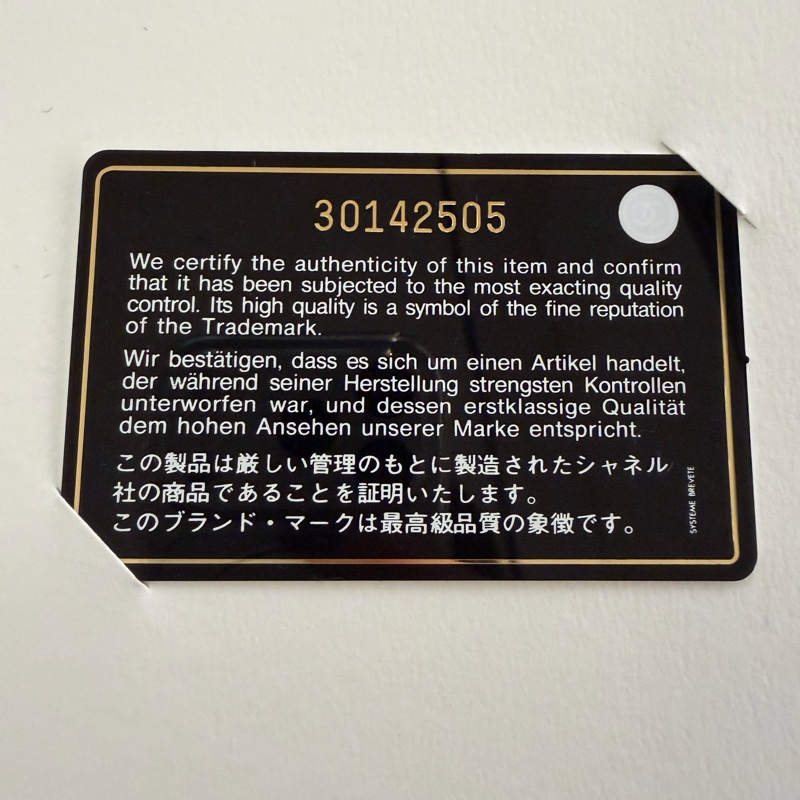 30142505
We certify the authenticity of this item and confirm
that it has been subjected to the most exacting quality
control. Its high quality is a symbol of the fine reputation
of the Trademark.
Wir bestätigen, dass es sich um einen Artikel handelt,
der während seiner Herstellung strengsten Kontrollen
unterworfen war, und dessen erstklassige Qualität
dem hohen Ansehen unserer Marke entspricht.
この製品は厳しい管理のもとに製造されたシャネル
社の商品であることを証明いたします。
このブランド・マークは最高級品質の象徴です。
SYSTEME BREVETE